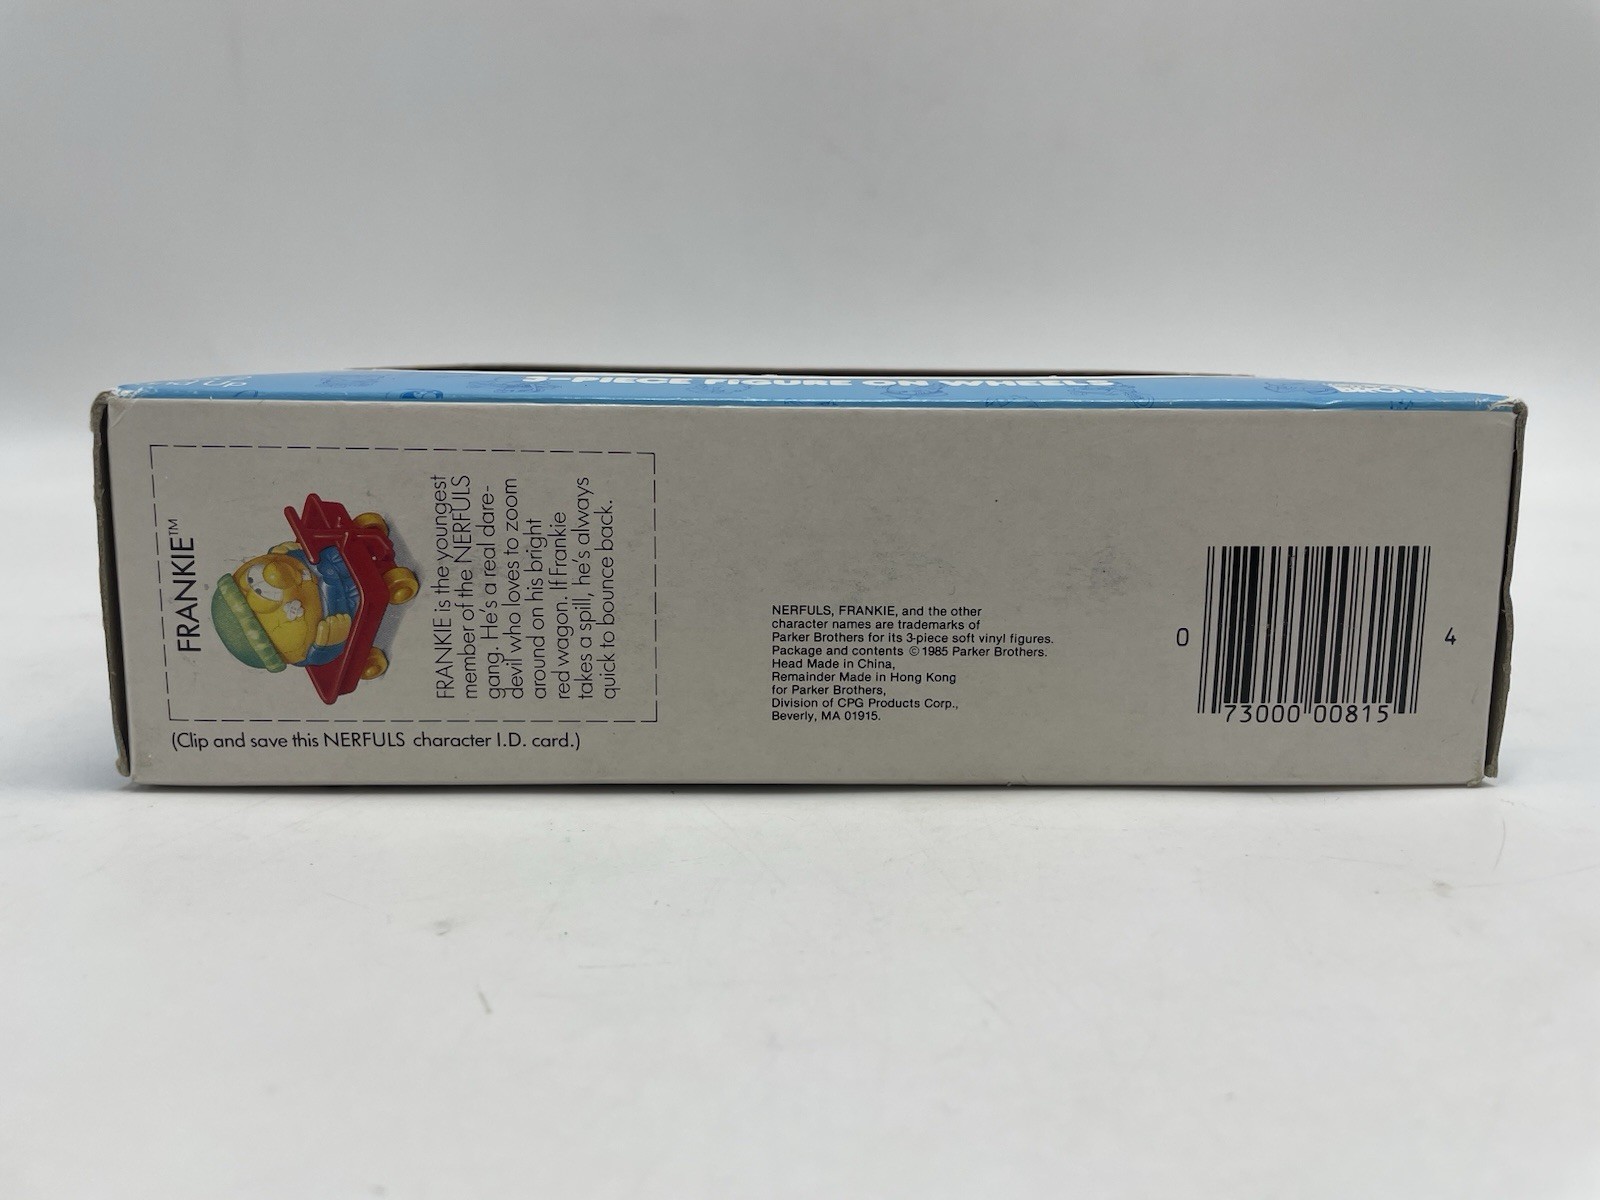 3-PIECE FIGURE ON WHEELS
Up
FRANKIE™
FRANKIE is the youngest
member of the NERFULS
gang. He's a real dare-
devil who loves to zoom
around on his bright
red wagon. If Frankie
takes a spill, he's always
quick to bounce back.
(Clip and save this NERFULS character I.D. card.)
NERFULS, FRANKIE, and the other
character names are trademarks of
Parker Brothers for its 3-piece soft vinyl figures.
Package and contents ©1985 Parker Brothers.
Head Made in China,
Remainder Made in Hong Kong
for Parker Brothers,
Division of CPG Products Corp.,
Beverly, MA 01915.
0 73000 00815 4